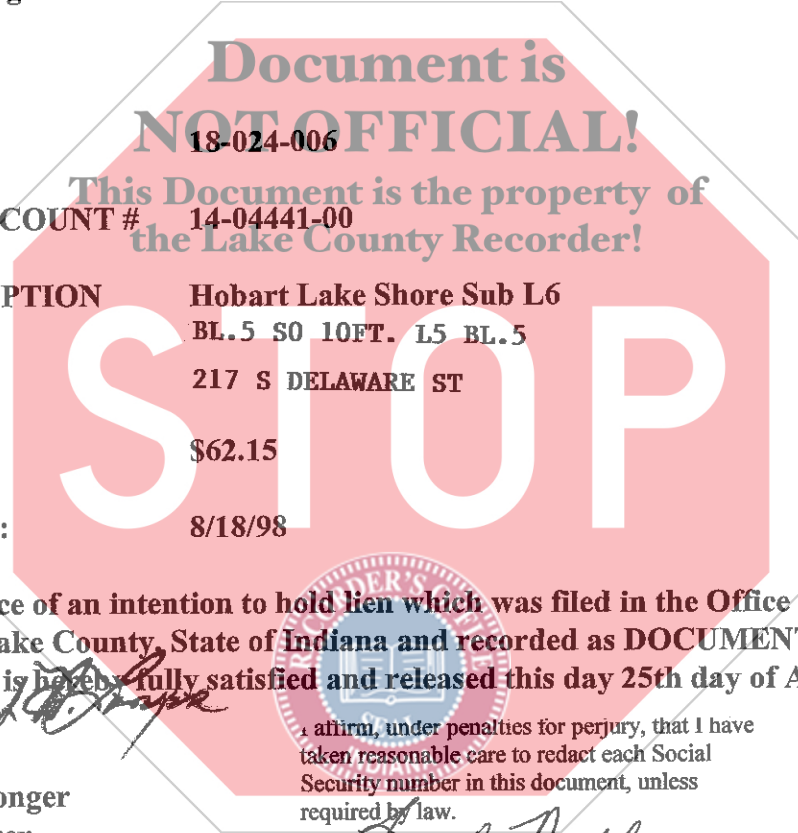 Document is
NOT OFFICIAL!
18-024-006
This Document is the property of
COUNT # 14-04441-00
the Lake County Recorder!
PTION Hobart Lake Shore Sub L6
BL.5 SO 10FT. L5 BL.5
217 S DELAWARE ST
STOP
$62.15
: 8/18/98
RECORDER'S OFFICE
ce of an intention to hold lien which was filed in the Office
ake County, State of Indiana and recorded as DOCUMENT
is hereby fully satisfied and released this day 25th day of A
SEAL
INDIANA
I affirm, under penalties for perjury, that I have
taken reasonable care to redact each Social
Security number in this document, unless
required by law.
onger